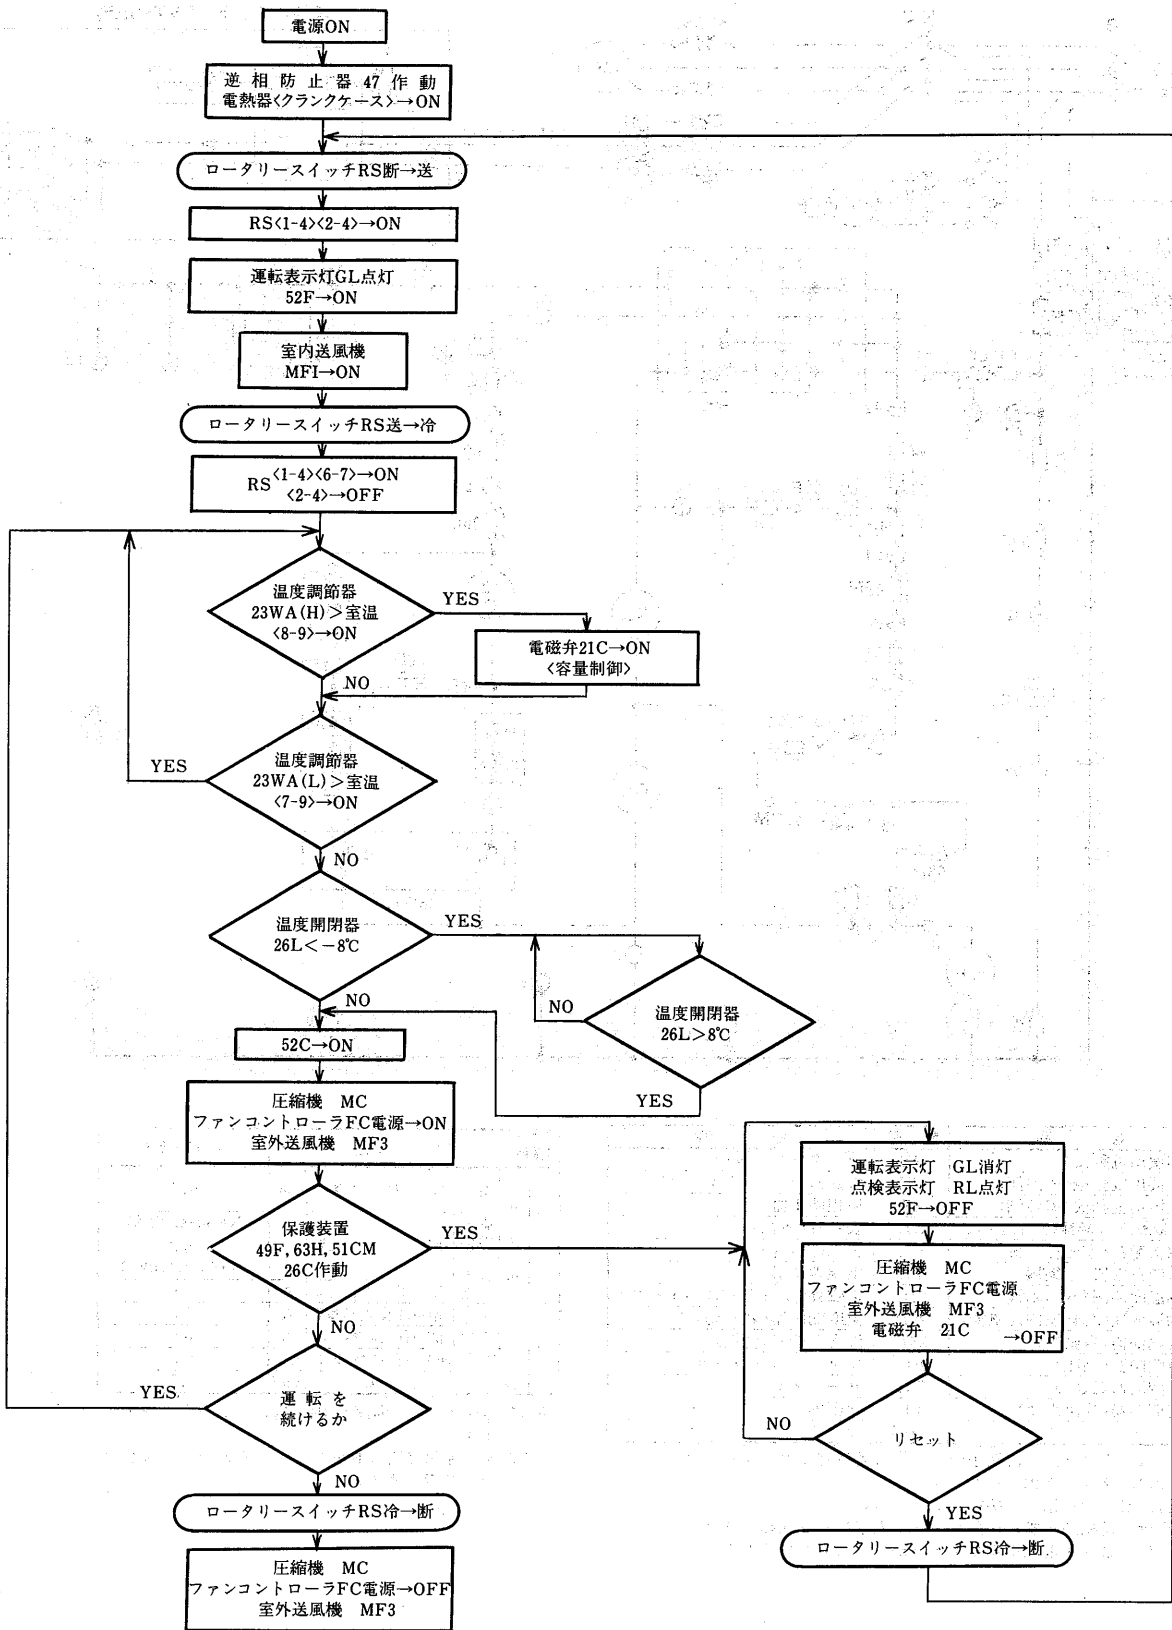 電源ON
逆相防止器 47 作動
電熱器<クランクケース>→ON
ロータリースイッチRS断→送
RS<1-4><2-4>→ON
運転表示灯GL点灯
52F→ON
室内送風機
MFI→ON
ロータリースイッチRS送→冷
RS<1-4><6-7>→ON
<2-4>→OFF
温度調節器
23WA(H)>室温
<8-9>→ON
YES
電磁弁21C→ON
<容量制御>
NO
温度調節器
23WA(L)>室温
<7-9>→ON
YES
NO
温度開閉器
26L<-8℃
YES
温度開閉器
26L>8℃
NO
YES
NO
52C→ON
圧縮機 MC
ファンコントローラFC電源→ON
室外送風機 MF3
保護装置
49F, 63H, 51CM
26C作動
YES
NO
運転を
続けるか
YES
NO
ロータリースイッチRS冷→断
圧縮機 MC
ファンコントローラFC電源→OFF
室外送風機 MF3
運転表示灯 GL消灯
点検表示灯 RL点灯
52F→OFF
圧縮機 MC
ファンコントローラFC電源
室外送風機 MF3
電磁弁 21C →OFF
リセット
NO
YES
ロータリースイッチRS冷→断